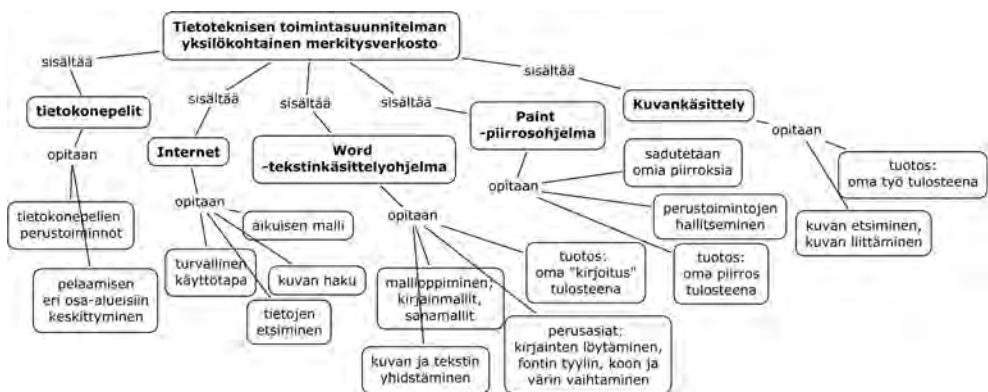 Tietoteknisen toimintasuunnitelman
yksilökohtainen merkitysverkosto
sisältää
sisältää
sisältää
sisältää
sisältää
tietokonepelit
opitaan
tietokonepelien
perustoiminnot
pelaamisen
eri osa-alueisiin
keskittyminen
Internet
opitaan
aikuisen malli
turvallinen
käyttötapa
kuvan haku
tietojen
etsiminen
Word
-tekstinkäsittelyohjelma
opitaan
mallioppiminen;
kirjainmallit,
sanamallit
tuotos:
oma "kirjoitus"
tulosteena
kuvan ja tekstin
yhdistäminen
perusasiat:
kirjainten löytäminen,
fontin tyylin, koon ja
värin vaihtaminen
Paint
-piirrosohjelma
opitaan
sadutetaan
omia piirroksia
perustoimintojen
hallitseminen
tuotos:
oma piirros
tulosteena
Kuvankäsittely
opitaan
tuotos:
oma työ tulosteena
kuvan etsiminen,
kuvan liittäminen